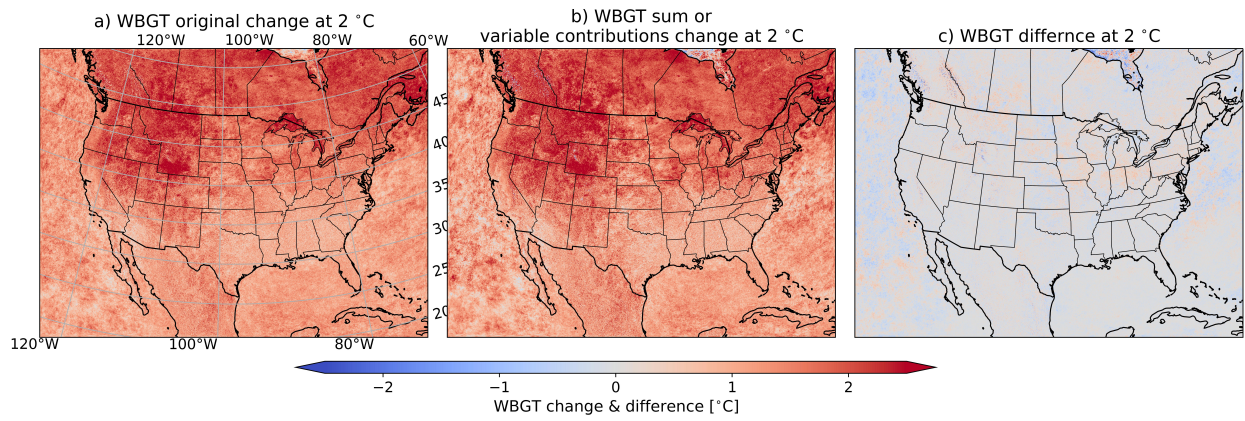 a) WBGT original change at 2 °C
b) WBGT sum or
variable contributions change at 2 °C
c) WBGT differnce at 2 °C
120°W 100°W 80°W 60°W
45
40
35
30
25
20
120°W 100°W 80°W
−2 −1 0 1 2
WBGT change & difference [°C]